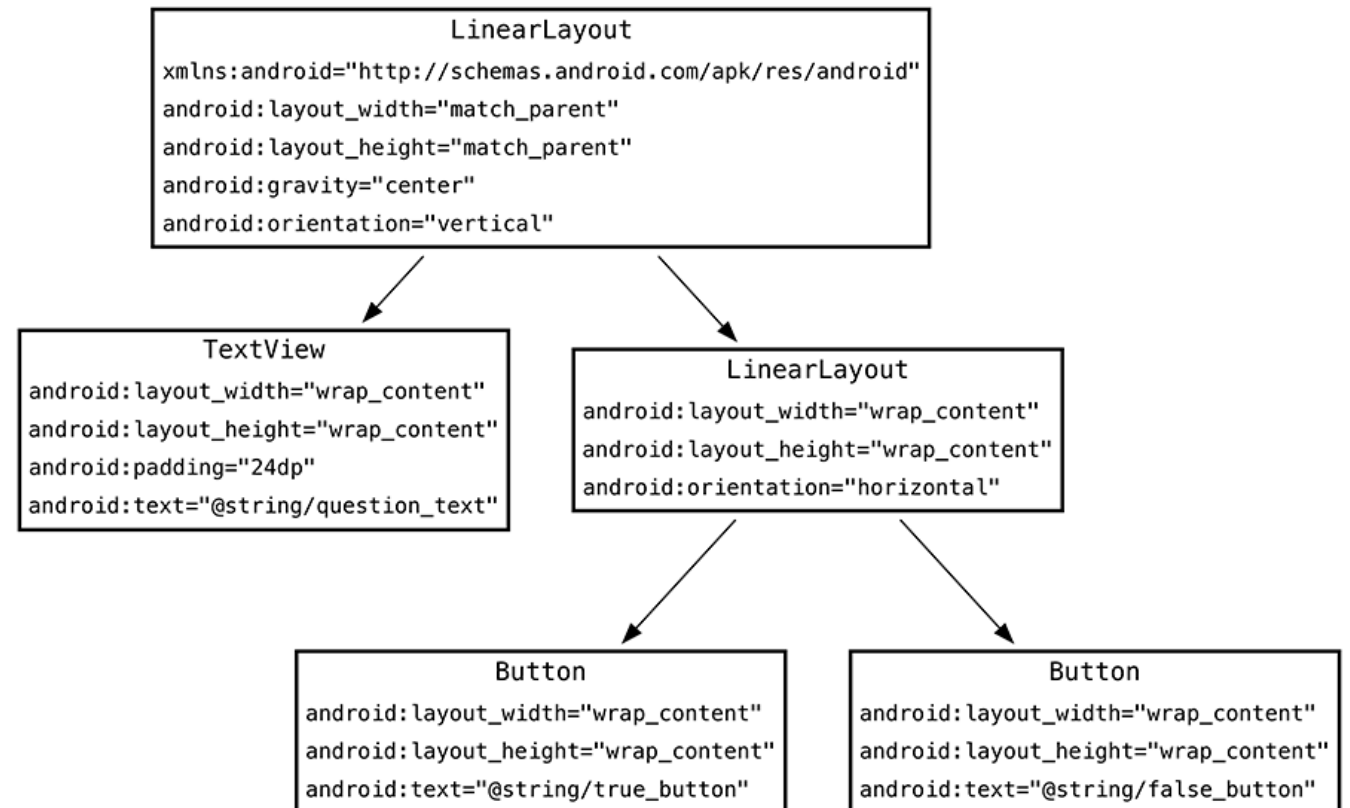 LinearLayout
xmlns:android="http://schemas.android.com/apk/res/android"
android:layout_width="match_parent"
android:layout_height="match_parent"
android:gravity="center"
android:orientation="vertical"
TextView
android:layout_width="wrap_content"
android:layout_height="wrap_content"
android:padding="24dp"
android:text="@string/question_text"
LinearLayout
android:layout_width="wrap_content"
android:layout_height="wrap_content"
android:orientation="horizontal"
Button
android:layout_width="wrap_content"
android:layout_height="wrap_content"
android:text="@string/true_button"
Button
android:layout_width="wrap_content"
android:layout_height="wrap_content"
android:text="@string/false_button"